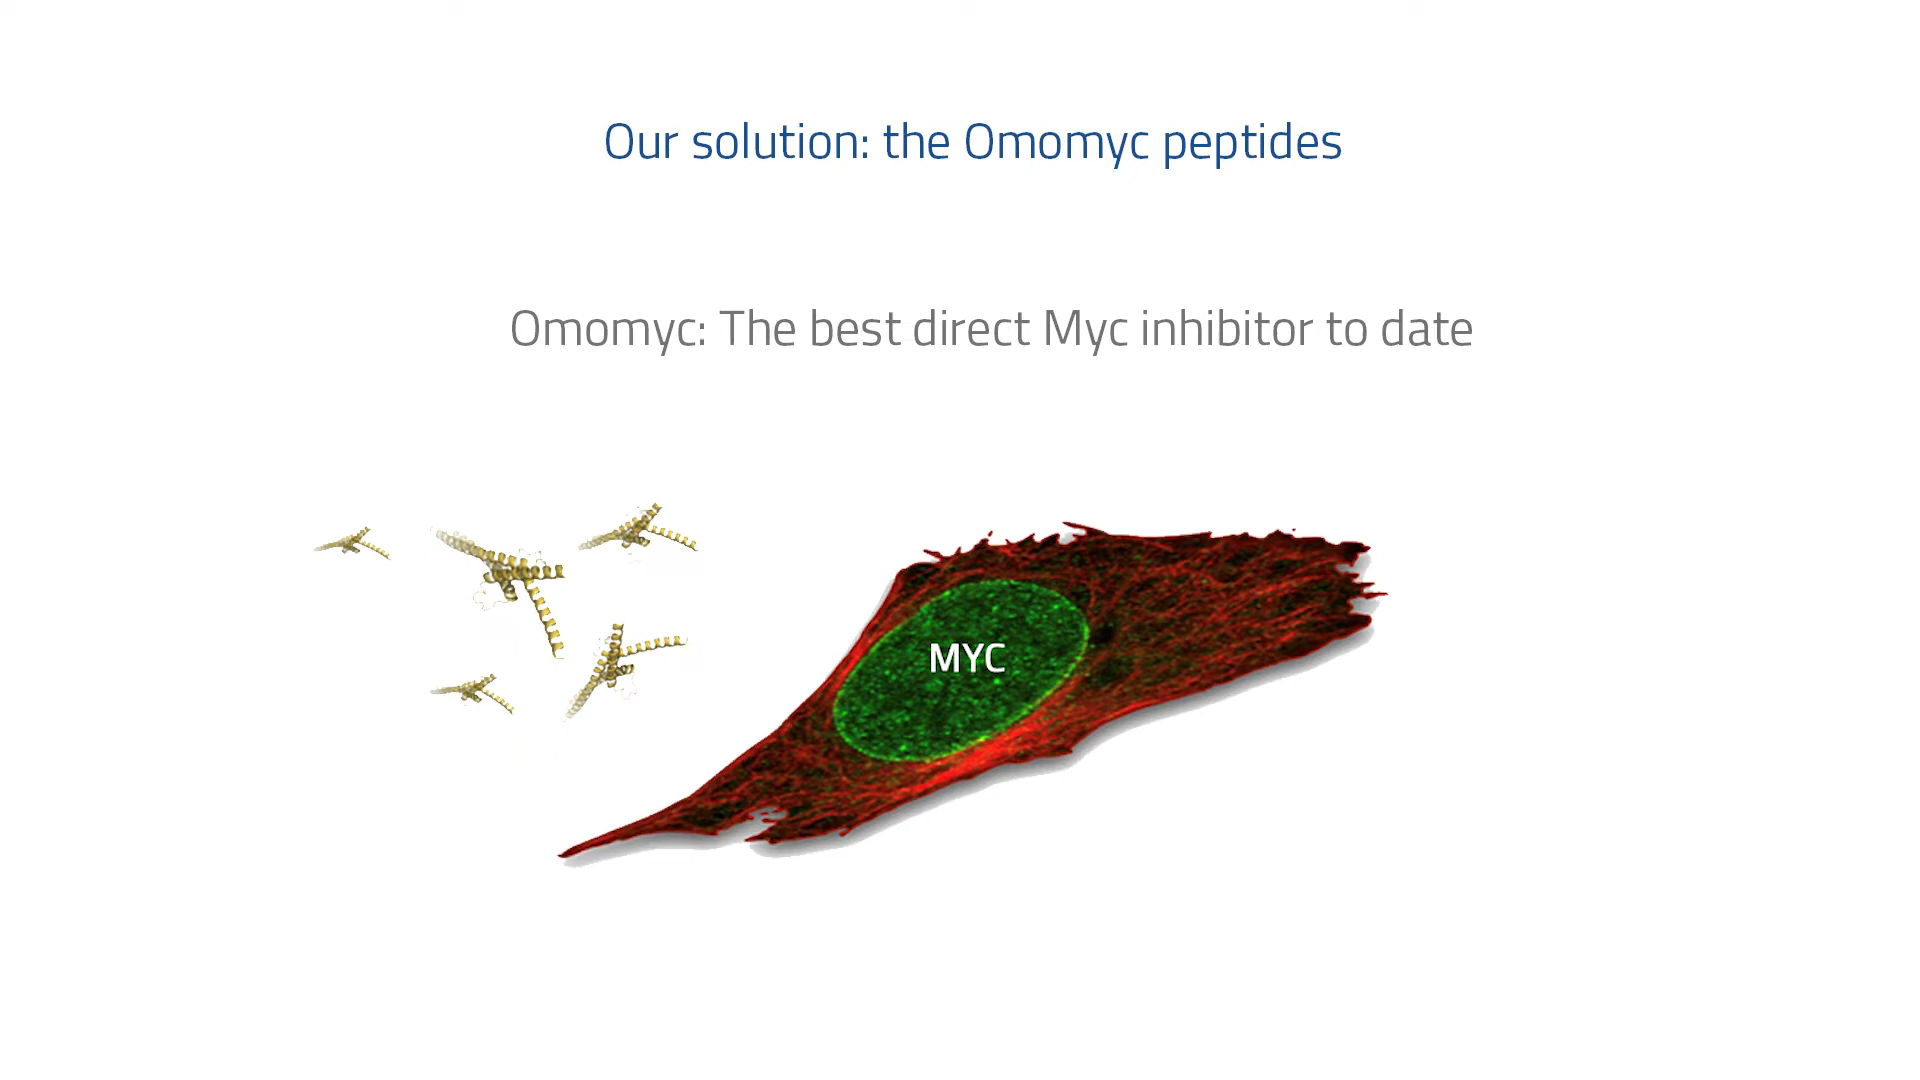 Our solution: the Omomyc peptides
Omomyc: The best direct Myc inhibitor to date
MYC